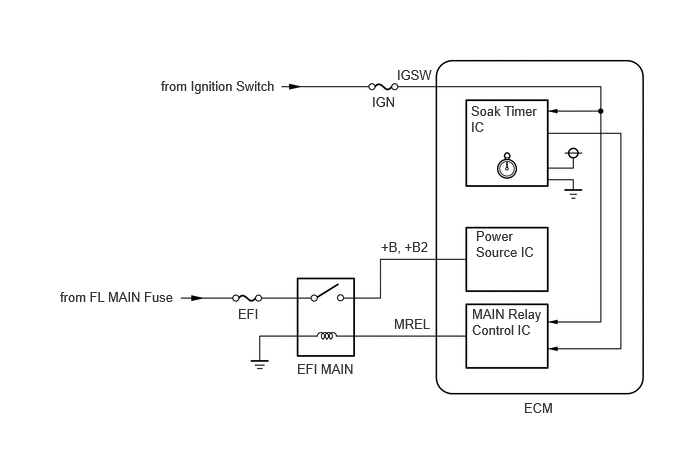 from Ignition Switch
IGSW
IGN
Soak Timer
IC
+B, +B2
Power
Source IC
from FL MAIN Fuse
EFI
MREL
MAIN Relay
Control IC
EFI MAIN
ECM